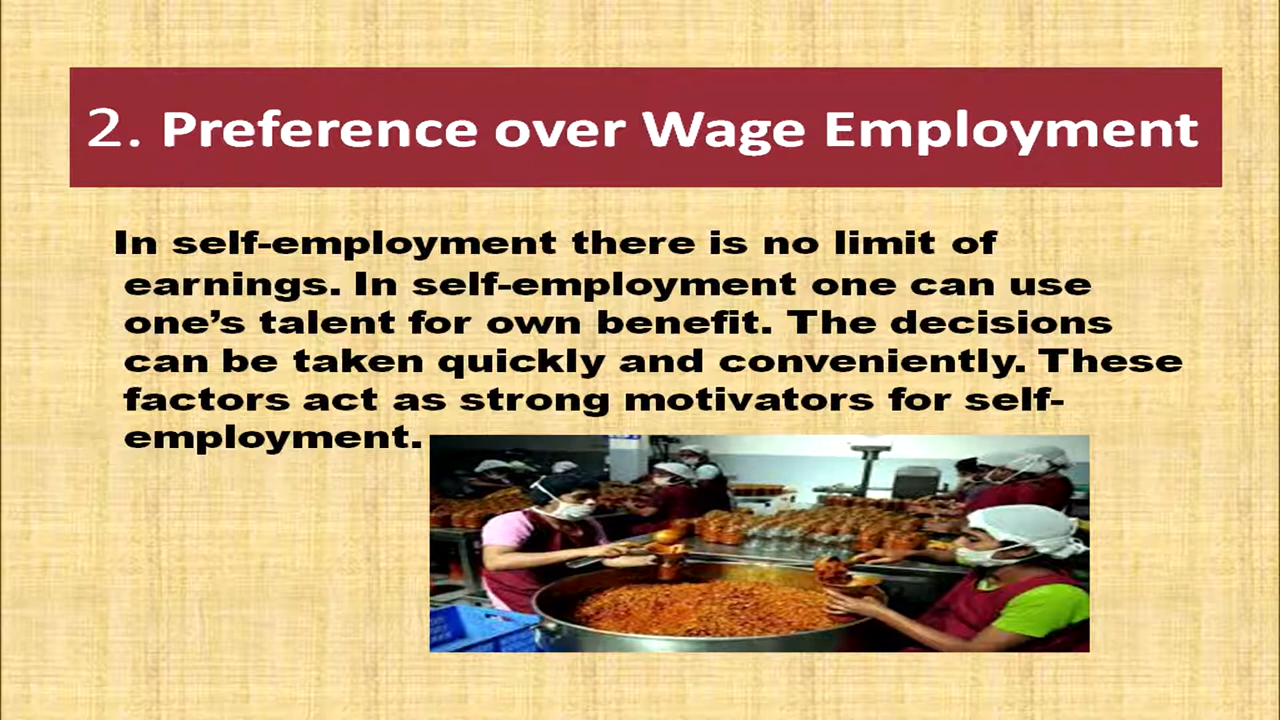 2. Preference over Wage Employment
In self-employment there is no limit of
earnings. In self-employment one can use
one’s talent for own benefit. The decisions
can be taken quickly and conveniently. These
factors act as strong motivators for self-
employment.